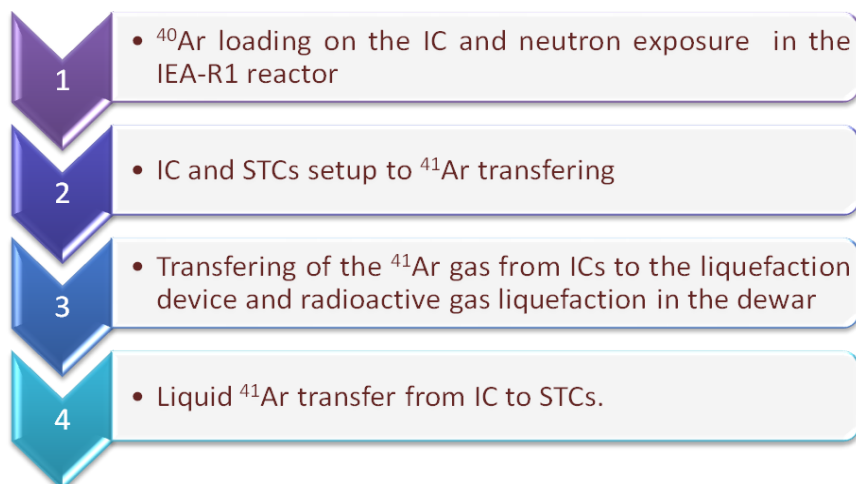 1
• ⁴⁰Ar loading on the IC and neutron exposure in the
IEA-R1 reactor
2
• IC and STCs setup to ⁴¹Ar transfering
3
• Transfering of the ⁴¹Ar gas from ICs to the liquefaction
device and radioactive gas liquefaction in the dewar
4
• Liquid ⁴¹Ar transfer from IC to STCs.